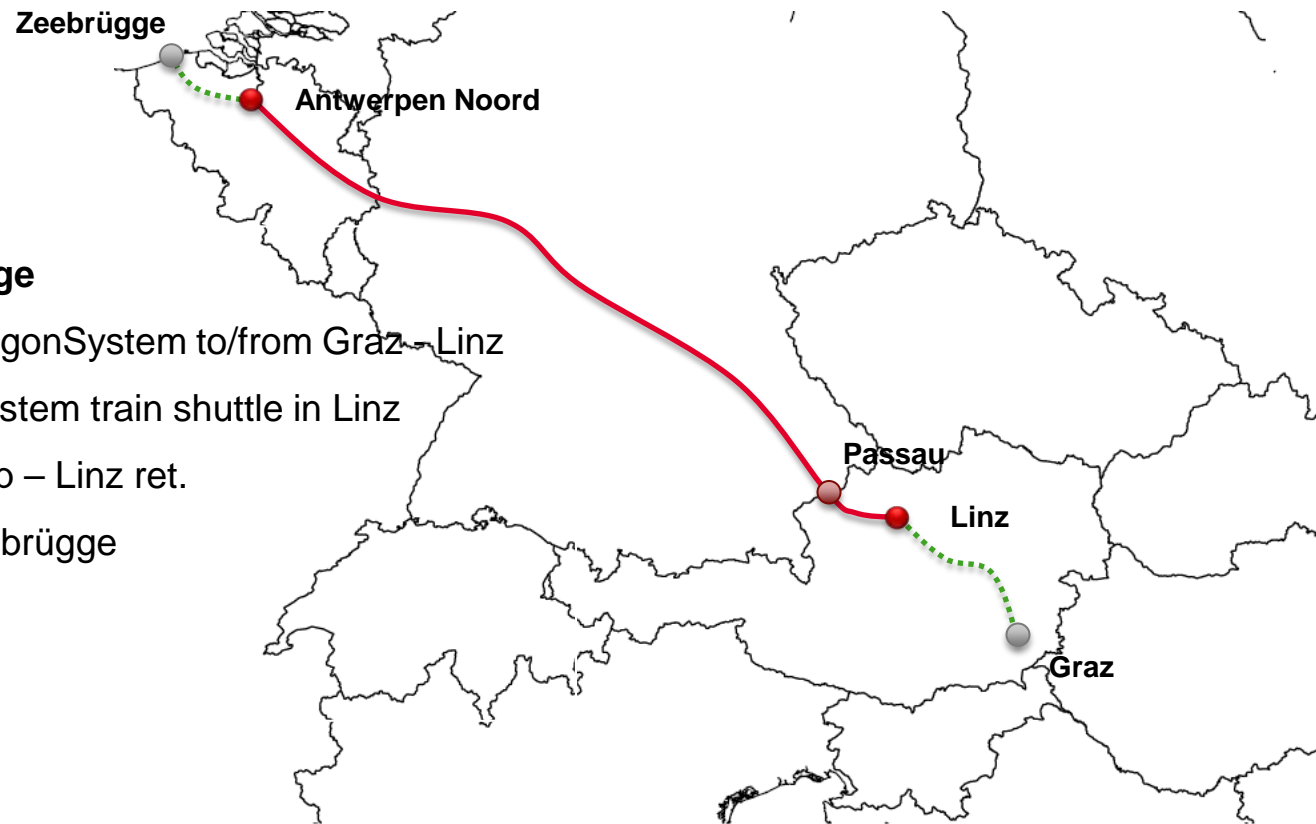 Zeebrügge
Antwerpen Noord
ge
gonSystem to/from Graz - Linz
stem train shuttle in Linz
Passau
– Linz ret.
Linz
brügge
Graz